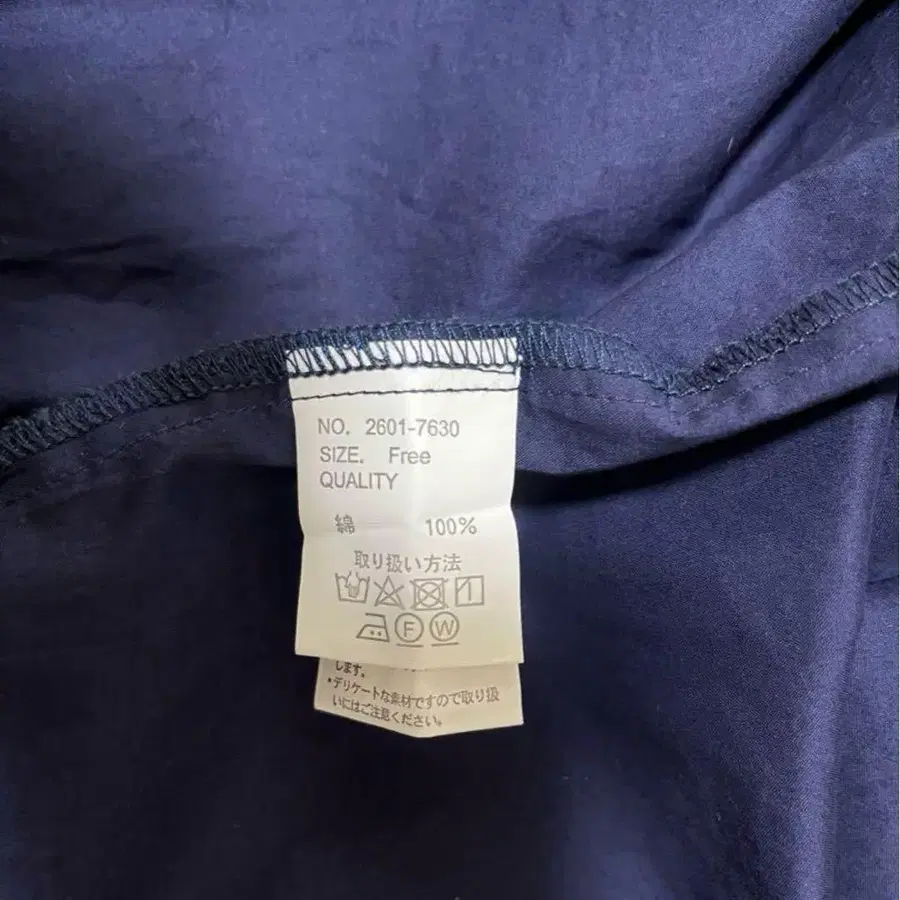 NO. 2601-7630
SIZE. Free
QUALITY
綿 100%
取り扱い方法
F W
します。
・デリケートな素材ですので取り扱
いにはご注意ください。